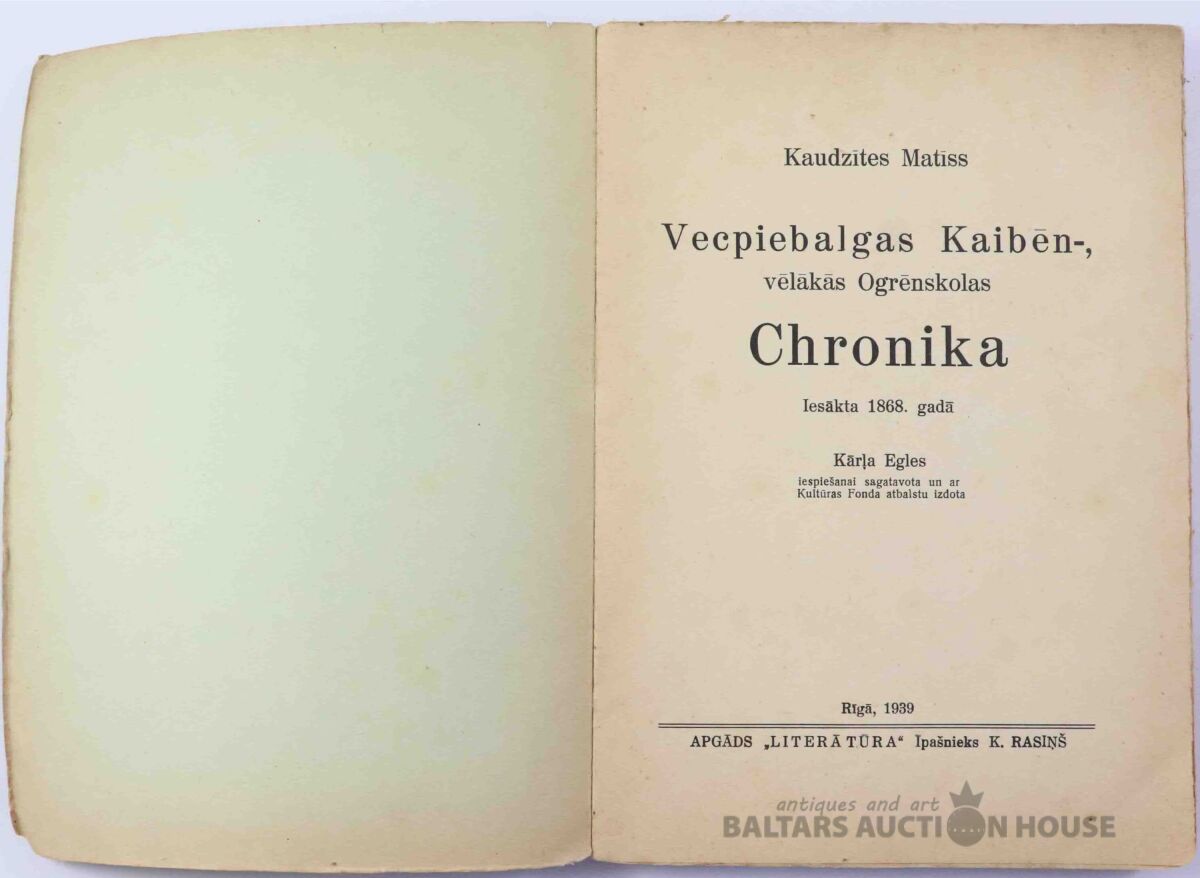 Kaudzītes Matīss
Vecpiebalgas Kaibēn-,
vēlākās Ogrēnskolas
Chronika
Iesākta 1868. gadā
Kārļa Egles
iespiešanai sagatavota un ar
Kultūras Fonda atbalstu izdota
Rīgā, 1939
APGĀDS „LITERĀTŪRA“ Īpašnieks K. RASIŅŠ
antiques and art
BALTARS AUCTION HOUSE